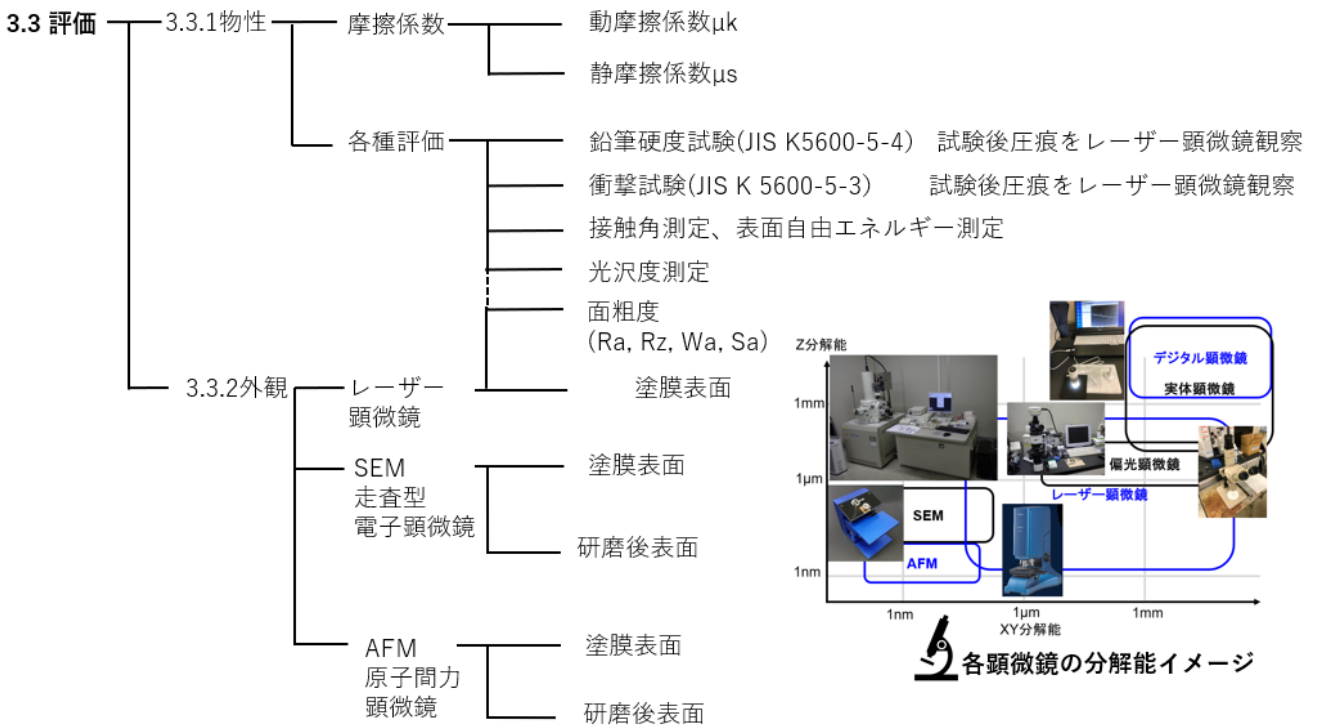 3.3 評価
3.3.1物性
摩擦係数
動摩擦係数μk
静摩擦係数μs
各種評価
鉛筆硬度試験(JIS K5600-5-4) 試験後圧痕をレーザー顕微鏡観察
衝撃試験(JIS K 5600-5-3) 試験後圧痕をレーザー顕微鏡観察
接触角測定、表面自由エネルギー測定
光沢度測定
面粗度
(Ra, Rz, Wa, Sa)
3.3.2外観
レーザー
顕微鏡
塗膜表面
SEM
走査型
電子顕微鏡
塗膜表面
研磨後表面
AFM
原子間力
顕微鏡
塗膜表面
研磨後表面
Z分解能
1mm
1μm
1nm
デジタル顕微鏡
実体顕微鏡
偏光顕微鏡
レーザー顕微鏡
SEM
AFM
1nm
1μm
1mm
XY分解能
各顕微鏡の分解能イメージ